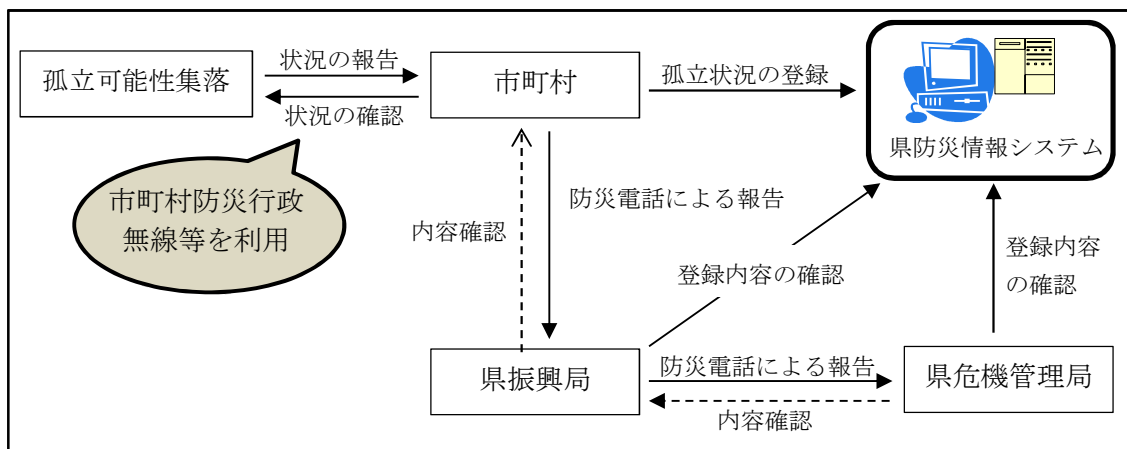 状況の報告
孤立可能性集落
市町村
孤立状況の登録
状況の確認
県防災情報システム
市町村防災行政
無線等を利用
防災電話による報告
内容確認
登録内容の確認
登録内容
の確認
県振興局
防災電話による報告
県危機管理局
内容確認